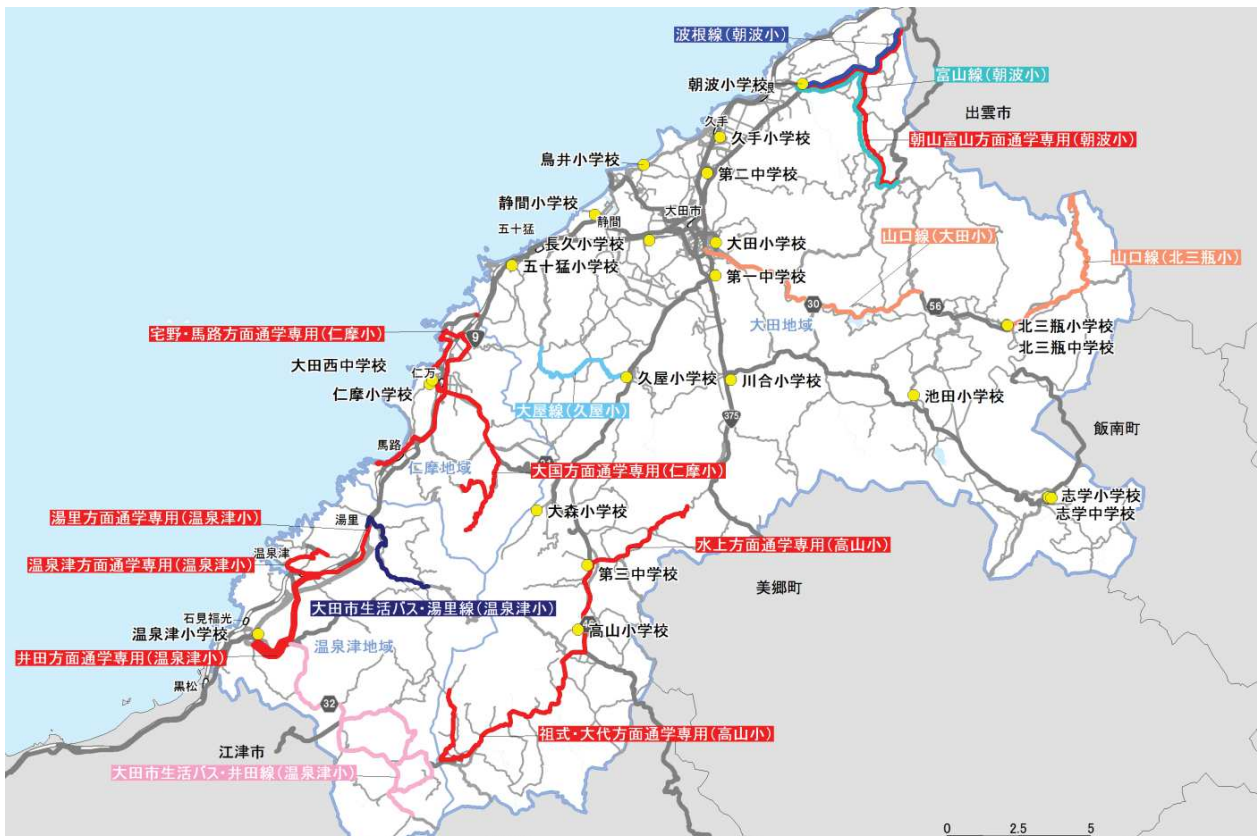 波根線(朝波小)
富山線(朝波小)
朝波小学校
出雲市
久手
久手小学校
朝山富山方面通学専用(朝波小)
鳥井小学校
第二中学校
静間小学校
大田市
静間
五十猛
長久小学校
大田小学校
山口線(大田小)
山口線(北三瓶小)
五十猛小学校
第一中学校
30
56
大田地域
北三瓶小学校
北三瓶中学校
宅野・馬路方面通学専用(仁摩小)
9
大田西中学校
仁万
仁摩小学校
久屋小学校
川合小学校
池田小学校
大屋線(久屋小)
375
飯南町
馬路
仁摩地域
大国方面通学専用(仁摩小)
志学小学校
志学中学校
大森小学校
湯里方面通学専用(温泉津小)
湯里
水上方面通学専用(高山小)
温泉津
温泉津方面通学専用(温泉津小)
第三中学校
美郷町
大田市生活バス・湯里線(温泉津小)
石見福光
温泉津小学校
高山小学校
温泉津地域
井田方面通学専用(温泉津小)
黒松
32
祖式・大代方面通学専用(高山小)
江津市
大田市生活バス・井田線(温泉津小)
0 2.5 5